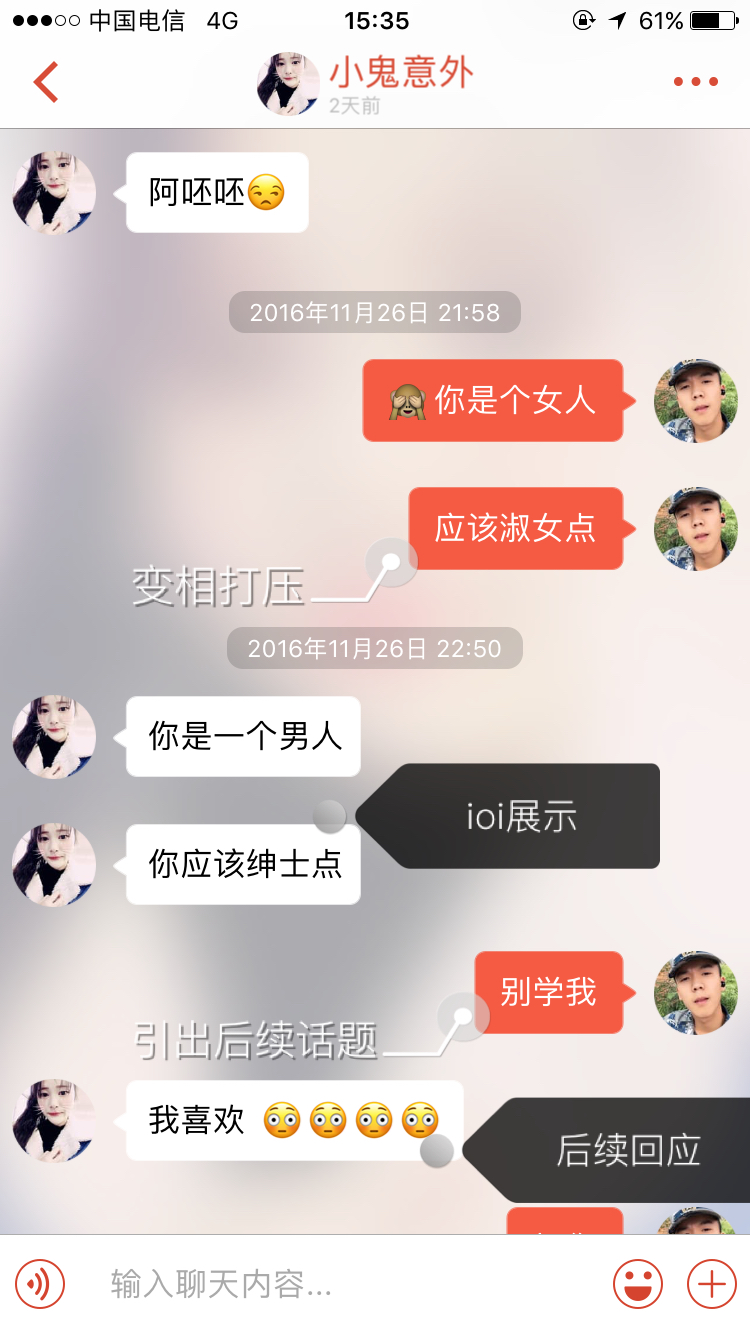 中国电信 4G 15:35 61%
小鬼意外
2天前
阿呸呸😒
2016年11月26日 21:58
🙈你是个女人
应该淑女点
变相打压
2016年11月26日 22:50
你是一个男人
ioi展示
你应该绅士点
别学我
引出后续话题
我喜欢 😳😳😳😳
后续回应
输入聊天内容...